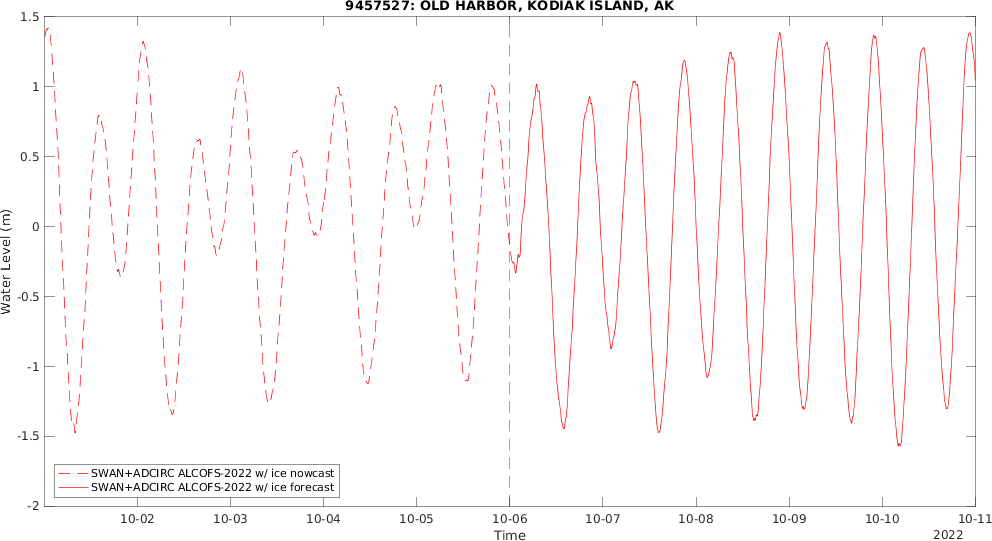 9457527: OLD HARBOR, KODIAK ISLAND, AK
1.5
1
0.5
0
-0.5
-1
-1.5
-2
Water Level (m)
SWAN+ADCIRC ALCOFS-2022 w/ ice nowcast
SWAN+ADCIRC ALCOFS-2022 w/ ice forecast
10-02 10-03 10-04 10-05 10-06 10-07 10-08 10-09 10-10 10-11
Time
2022